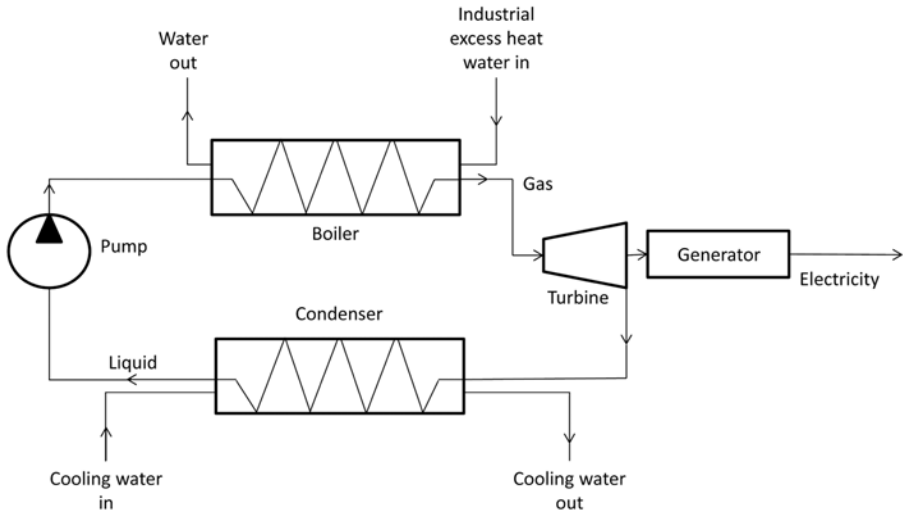 Water
out
Industrial
excess heat
water in
Gas
Boiler
Pump
Generator
Electricity
Turbine
Condenser
Liquid
Cooling water
in
Cooling water
out